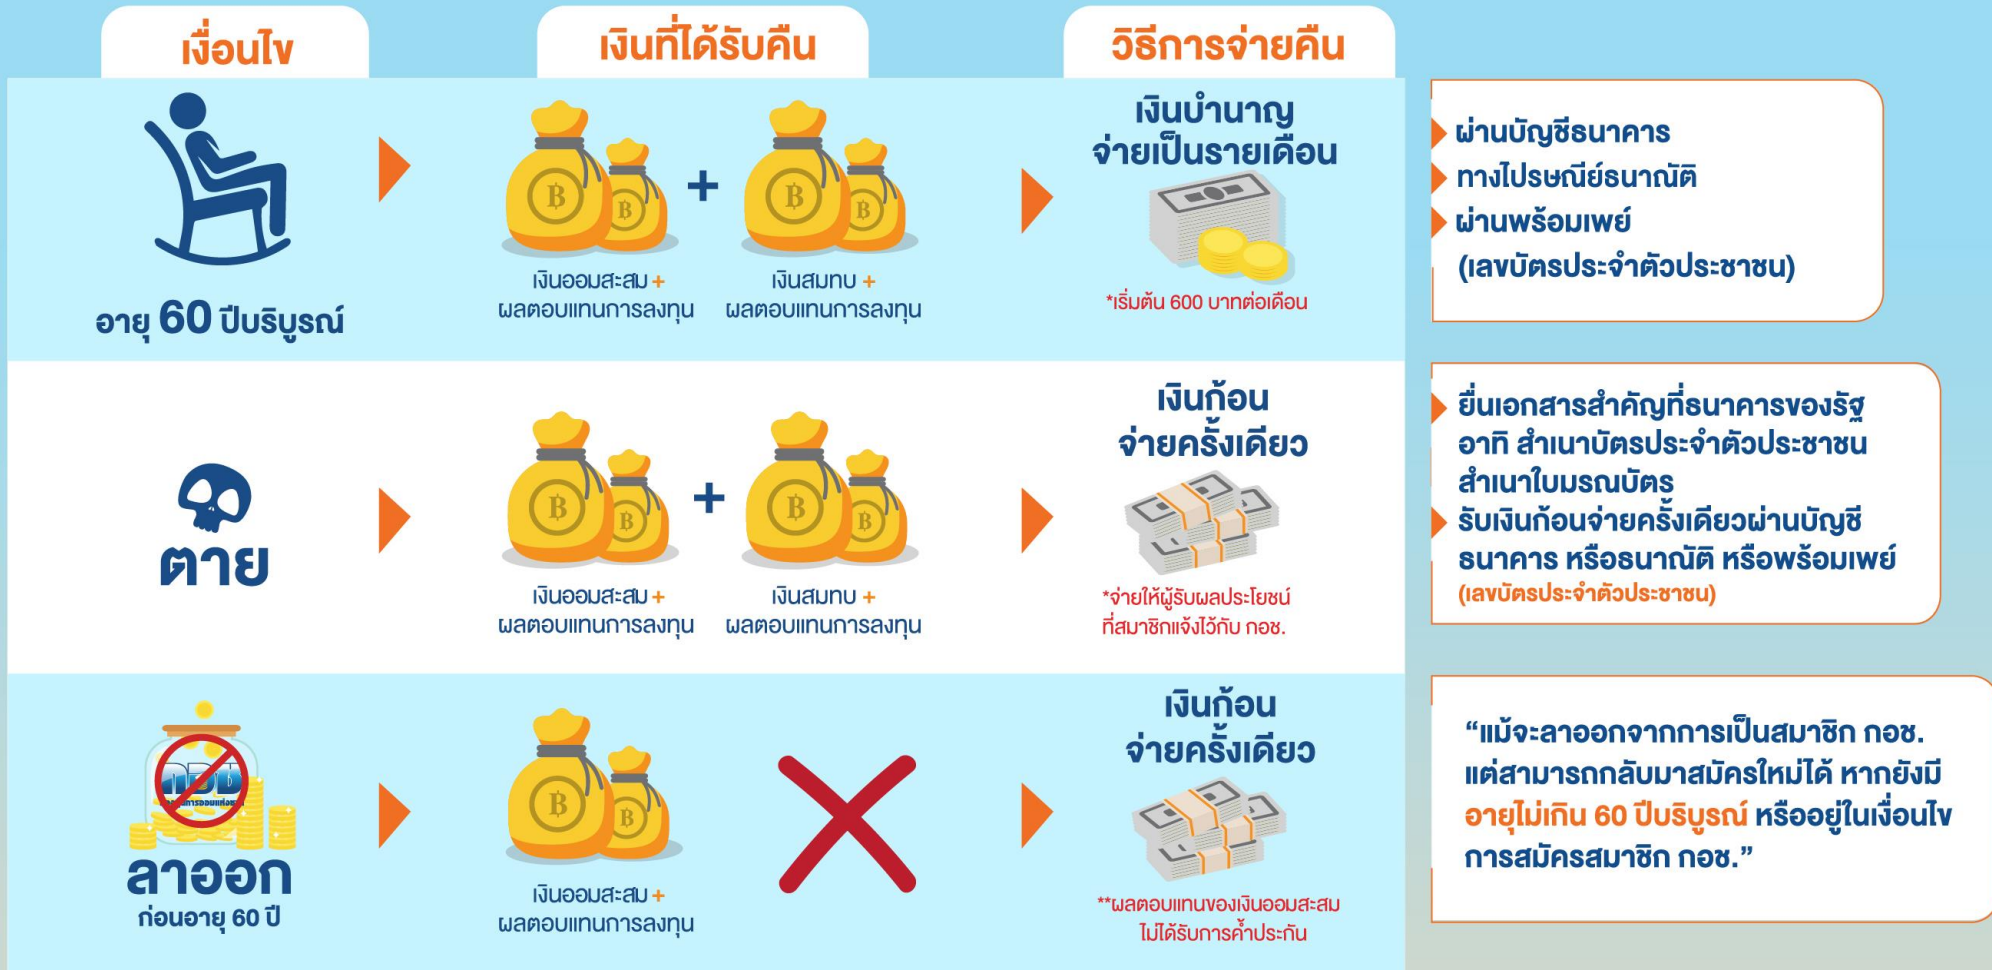 เงื่อนไข
เงินที่ได้รับคืน
วิธีการจ่ายคืน
อายุ 60 ปีบริบูรณ์
B
B
+
B
B
เงินออมสะสม +
ผลตอบแทนการลงทุน
เงินสมทบ +
ผลตอบแทนการลงทุน
เงินบำนาญ
จ่ายเป็นรายเดือน
*เริ่มต้น 600 บาทต่อเดือน
ผ่านบัญชีธนาคาร
ทางไปรษณีย์ธนาณัติ
ผ่านพร้อมเพย์
(เลขบัตรประจำตัวประชาชน)
ตาย
B
B
+
B
B
เงินออมสะสม +
ผลตอบแทนการลงทุน
เงินสมทบ +
ผลตอบแทนการลงทุน
เงินก้อน
จ่ายครั้งเดียว
*จ่ายให้ผู้รับผลประโยชน์
ที่สมาชิกแจ้งไว้กับ กอช.
ยื่นเอกสารสำคัญที่ธนาคารของรัฐ
อาทิ สำเนาบัตรประจำตัวประชาชน
สำเนาใบมรณบัตร
รับเงินก้อนจ่ายครั้งเดียวผ่านบัญชี
ธนาคาร หรือธนาณัติ หรือพร้อมเพย์
(เลขบัตรประจำตัวประชาชน)
กอช
กองทุนการออมแห่งชาติ
ลาออก
ก่อนอายุ 60 ปี
B
B
เงินออมสะสม +
ผลตอบแทนการลงทุน
เงินก้อน
จ่ายครั้งเดียว
**ผลตอบแทนของเงินออมสะสม
ไม่ได้รับการค้ำประกัน
“แม้จะลาออกจากการเป็นสมาชิก กอช.
แต่สามารถกลับมาสมัครใหม่ได้ หากยังมี
อายุไม่เกิน 60 ปีบริบูรณ์ หรืออยู่ในเงื่อนไข
การสมัครสมาชิก กอช.”